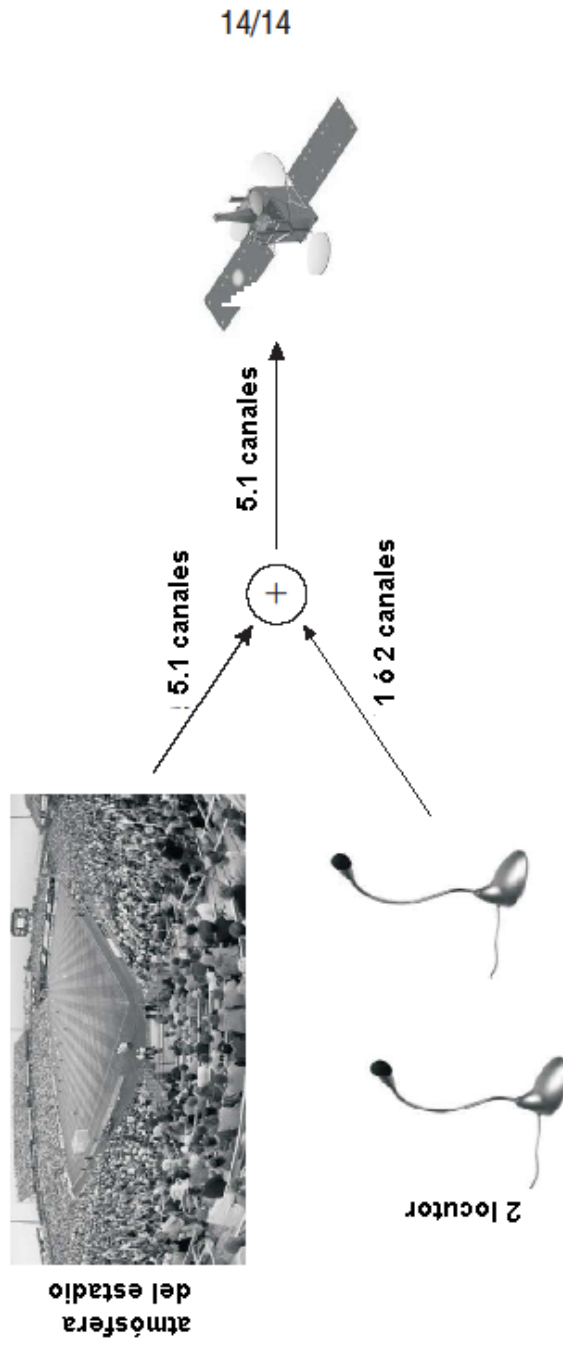 14/14
5.1 canales
5.1 canales
1 ó 2 canales
atmósfera
del estadio
2 locutor